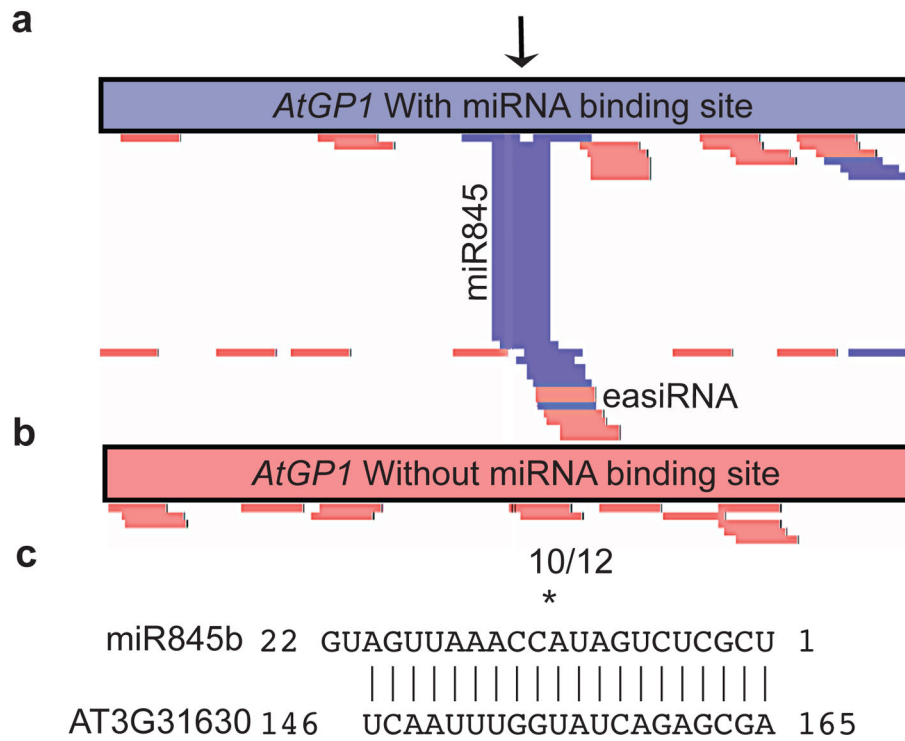 a
AtGP1 With miRNA binding site
miR845
easiRNA
b
AtGP1 Without miRNA binding site
c
10/12
*
miR845b 22 GUAGUUAAACCAUAGUCUCGCU 1
AT3G31630 146 UCAAUUUGGUAUCAGAGCGA 165